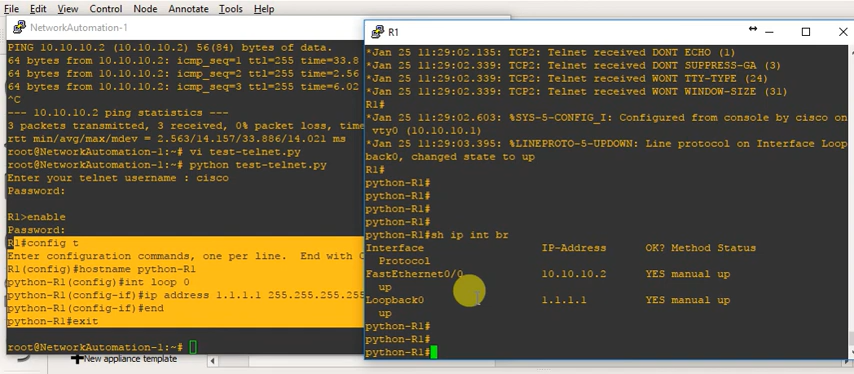 File Edit View Control Node Annotate Tools Help
NetworkAutomation-1
PING 10.10.10.2 (10.10.10.2) 56(84) bytes of data.
64 bytes from 10.10.10.2: icmp_seq=1 ttl=255 time=33.8
64 bytes from 10.10.10.2: icmp_seq=2 ttl=255 time=2.56
64 bytes from 10.10.10.2: icmp_seq=3 ttl=255 time=6.02
^C
--- 10.10.10.2 ping statistics ---
3 packets transmitted, 3 received, 0% packet loss, time
rtt min/avg/max/mdev = 2.563/14.157/33.886/14.021 ms
root@NetworkAutomation-1:~# vi test-telnet.py
root@NetworkAutomation-1:~# python test-telnet.py
Enter your telnet username : cisco
Password:
R1>enable
Password:
R1#config t
Enter configuration commands, one per line. End with C
R1(config)#hostname python-R1
python-R1(config)#int loop 0
python-R1(config-if)#ip address 1.1.1.1 255.255.255.255
python-R1(config-if)#end
python-R1#exit
root@NetworkAutomation-1:~#
New appliance template
R1
*Jan 25 11:29:02.135: TCP2: Telnet received DONT ECHO (1)
*Jan 25 11:29:02.339: TCP2: Telnet received DONT SUPPRESS-GA (3)
*Jan 25 11:29:02.339: TCP2: Telnet received WONT TTY-TYPE (24)
*Jan 25 11:29:02.339: TCP2: Telnet received WONT WINDOW-SIZE (31)
R1#
*Jan 25 11:29:02.603: %SYS-5-CONFIG_I: Configured from console by cisco on
vty0 (10.10.10.1)
*Jan 25 11:29:03.395: %LINEPROTO-5-UPDOWN: Line protocol on Interface Loop
back0, changed state to up
R1#
python-R1#
python-R1#
python-R1#
python-R1#
python-R1#sh ip int br
Interface IP-Address OK? Method Status
Protocol
FastEthernet0/0 10.10.10.2 YES manual up
up
Loopback0 1.1.1.1 YES manual up
up
python-R1#
python-R1#
python-R1#